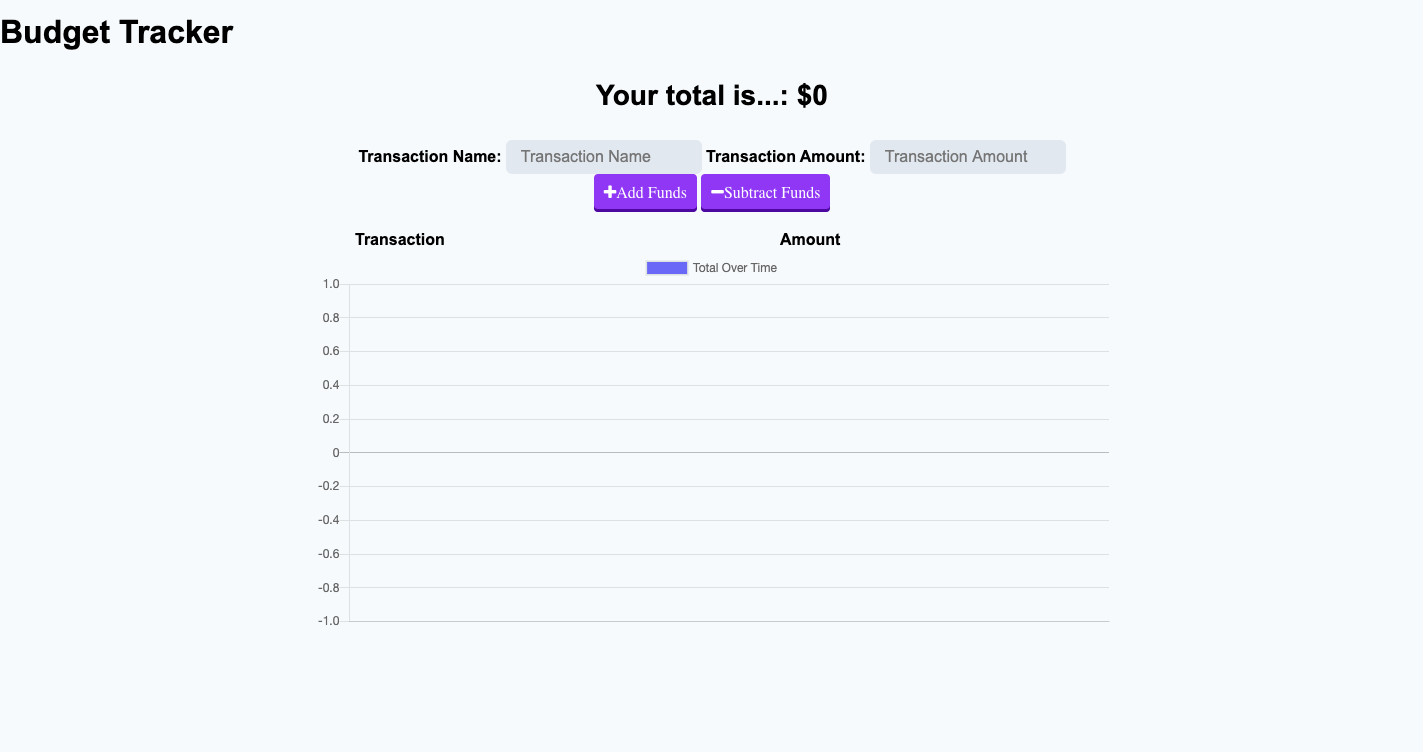 Budget Tracker
Your total is...: $0
Transaction Name: Transaction Name Transaction Amount: Transaction Amount
Add Funds Subtract Funds
Transaction Amount
Total Over Time
1.0
0.8
0.6
0.4
0.2
0
-0.2
-0.4
-0.6
-0.8
-1.0